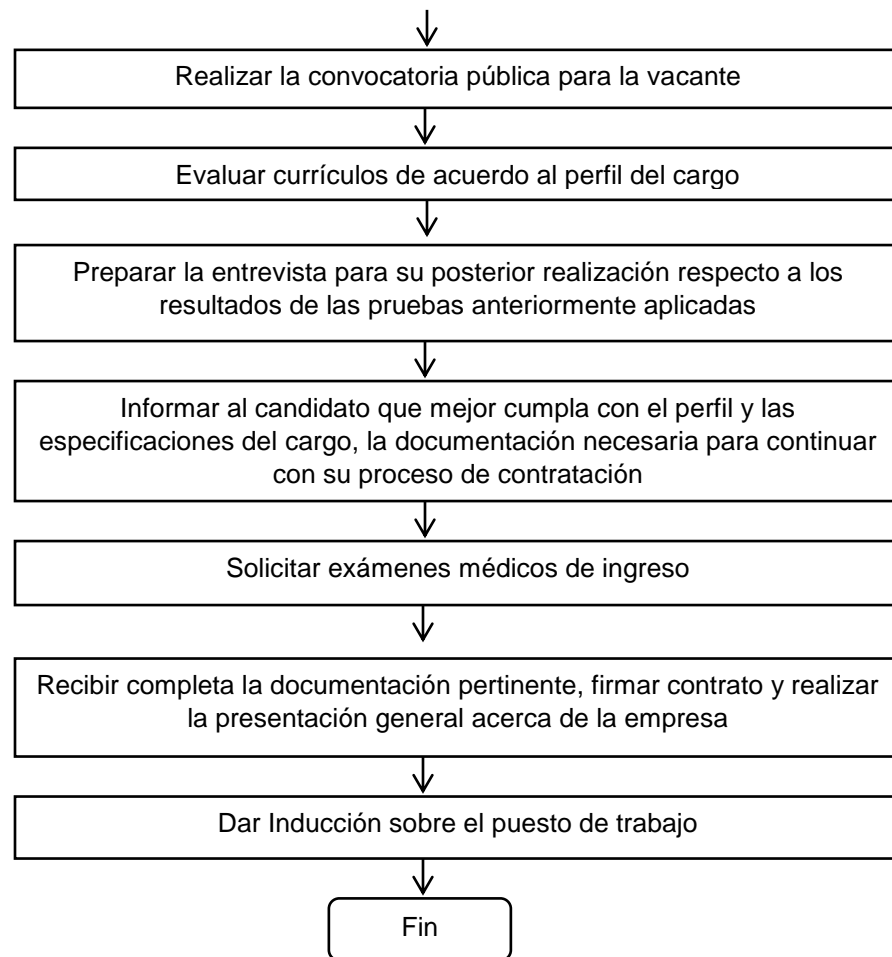 Realizar la convocatoria pública para la vacante
Evaluar currículos de acuerdo al perfil del cargo
Preparar la entrevista para su posterior realización respecto a los
resultados de las pruebas anteriormente aplicadas
Informar al candidato que mejor cumpla con el perfil y las
especificaciones del cargo, la documentación necesaria para continuar
con su proceso de contratación
Solicitar exámenes médicos de ingreso
Recibir completa la documentación pertinente, firmar contrato y realizar
la presentación general acerca de la empresa
Dar Inducción sobre el puesto de trabajo
Fin